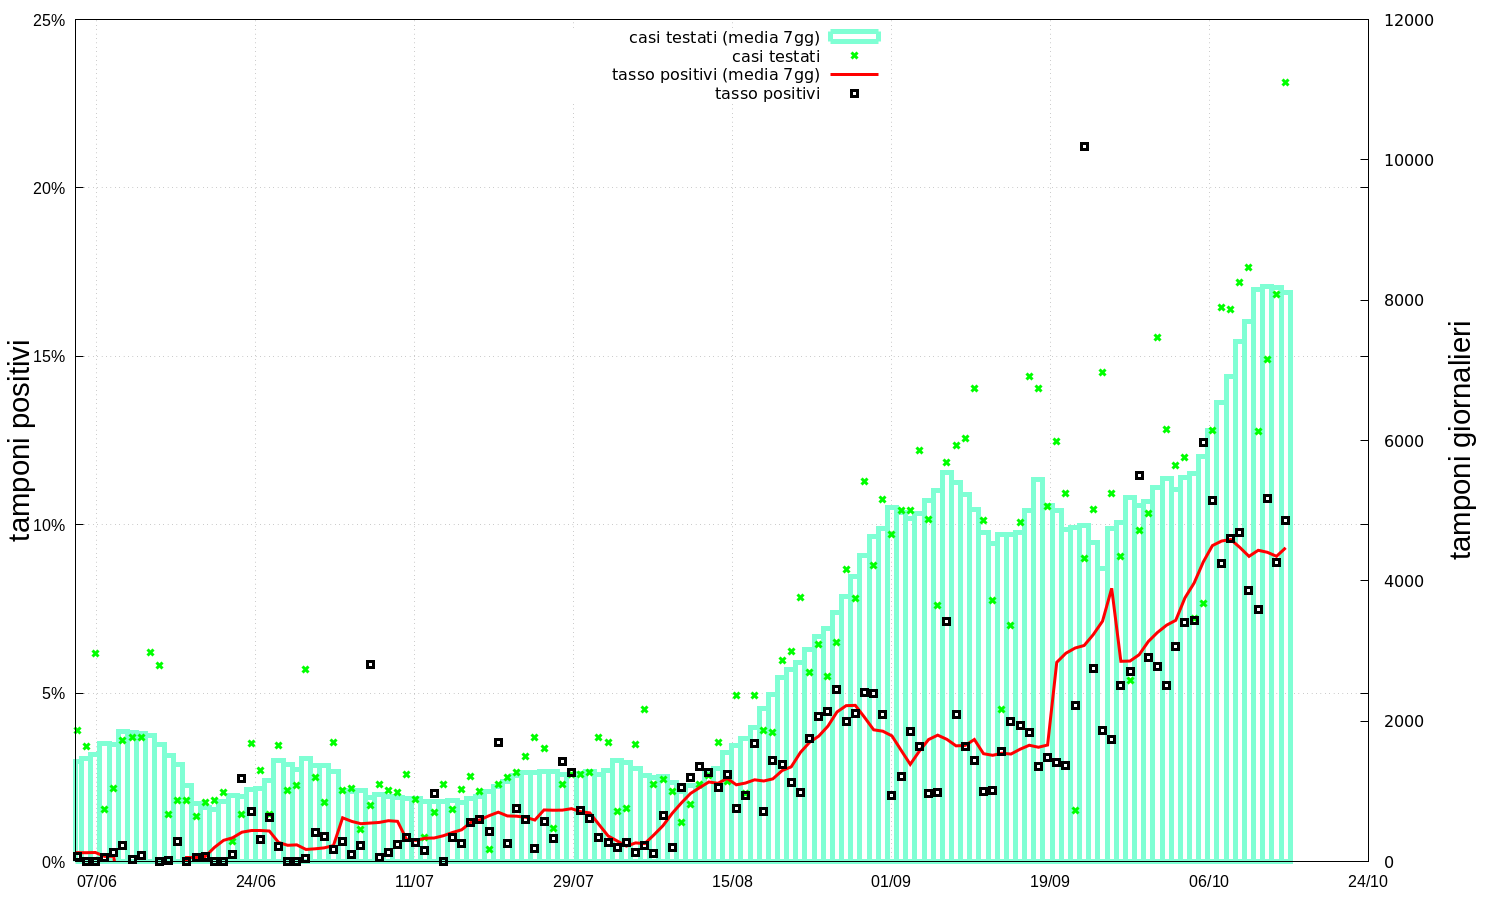 casi testati (media 7gg)
casi testati
tasso positivi (media 7gg)
tasso positivi
tamponi positivi
25%
20%
15%
10%
5%
0%
12000
10000
8000
6000
4000
2000
0
tamponi giornalieri
07/06 24/06 11/07 29/07 15/08 01/09 19/09 06/10 24/10